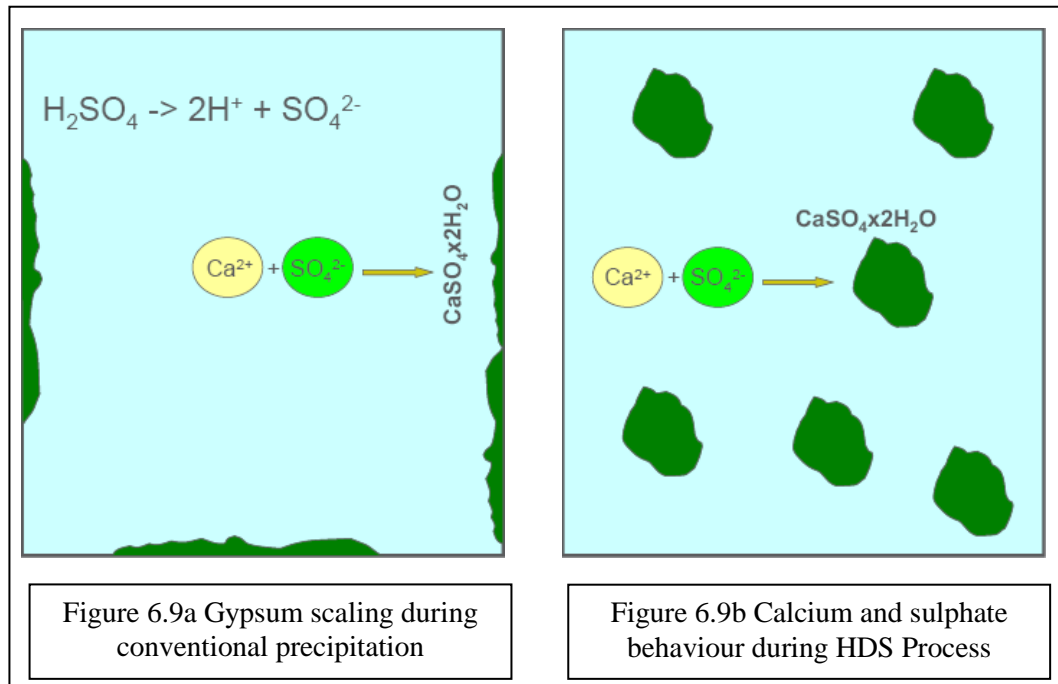 H₂SO₄ -> 2H⁺ + SO₄²⁻
Ca²⁺ + SO₄²⁻
CaSO₄x2H₂O
Figure 6.9a Gypsum scaling during
conventional precipitation
CaSO₄x2H₂O
Ca²⁺ + SO₄²⁻
Figure 6.9b Calcium and sulphate
behaviour during HDS Process